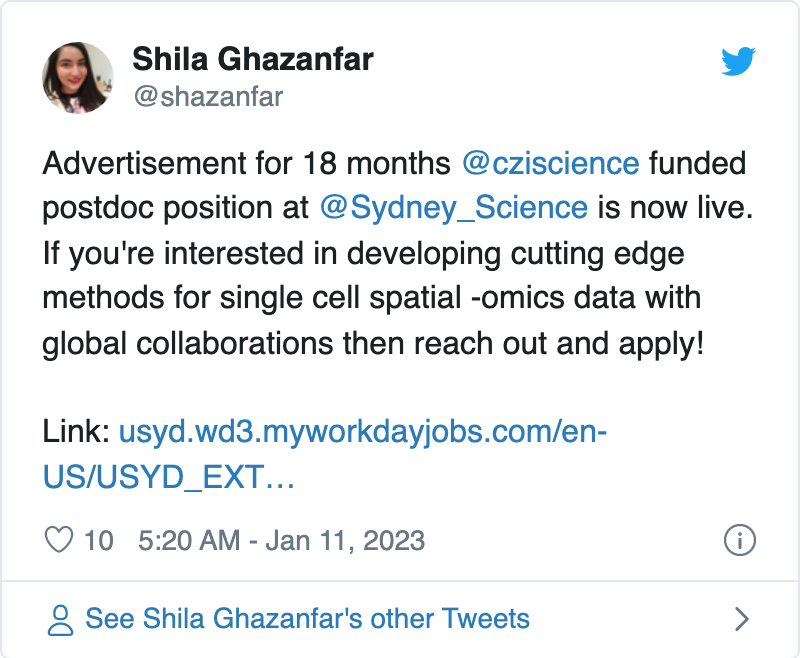 Shila Ghazanfar
@shazanfar
Advertisement for 18 months @cziscience funded
postdoc position at @Sydney_Science is now live.
If you're interested in developing cutting edge
methods for single cell spatial -omics data with
global collaborations then reach out and apply!
Link: usyd.wd3.myworkdayjobs.com/en-
US/USYD_EXT…
10 5:20 AM - Jan 11, 2023
See Shila Ghazanfar's other Tweets